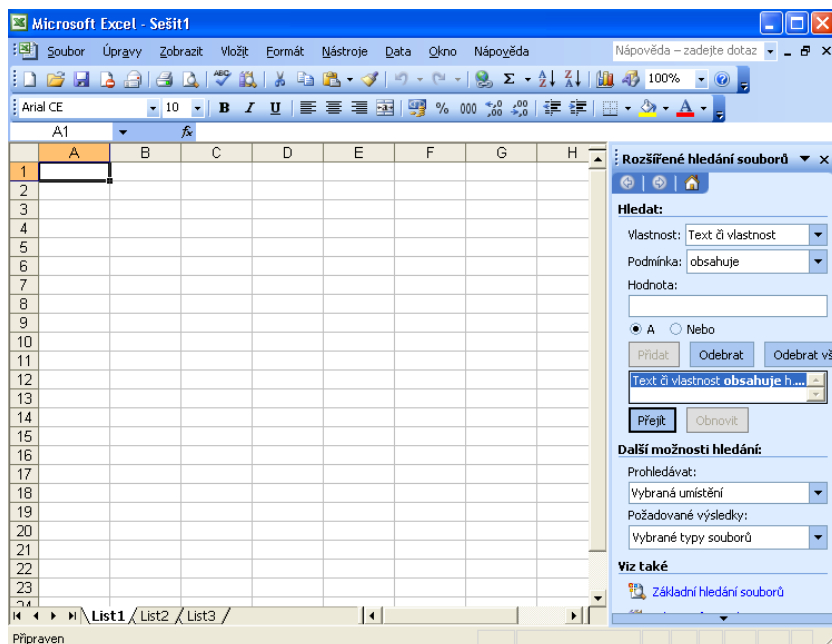 Microsoft Excel - Sešit1
Soubor Úpravy Zobrazit Vložit Formát Nástroje Data Okno Nápověda Nápověda – zadejte dotaz
Σ 100%
Arial CE 10 B I U % 000 A
A1 fx
A B C D E F G H
1
2
3
4
5
6
7
8
9
10
11
12
13
14
15
16
17
18
19
20
21
22
23
24
Rozšířené hledání souborů
Hledat:
Vlastnost: Text či vlastnost
Podmínka: obsahuje
Hodnota:
A Nebo
Přidat Odebrat Odebrat vš
Text či vlastnost obsahuje h...
Přejít Obnovit
Další možnosti hledání:
Prohledávat:
Vybraná umístění
Požadované výsledky:
Vybrané typy souborů
Viz také
Základní hledání souborů
List1 List2 List3
Připraven